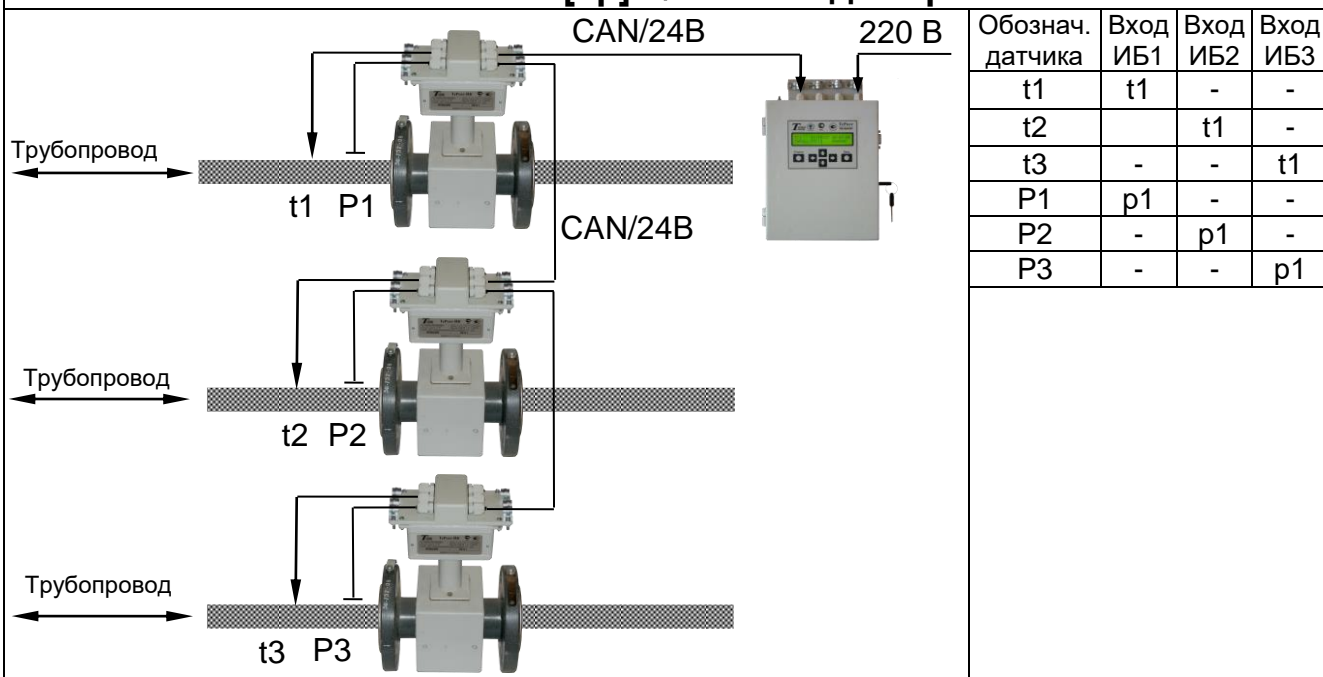 CAN/24В
220 В
Трубопровод
t1 P1
CAN/24В
Трубопровод
t2 P2
Трубопровод
t3 P3
Обознач. датчика Вход ИБ1 Вход ИБ2 Вход ИБ3
t1 t1 - -
t2 t1 -
t3 - - t1
P1 p1 - -
P2 - p1 -
P3 - - p1